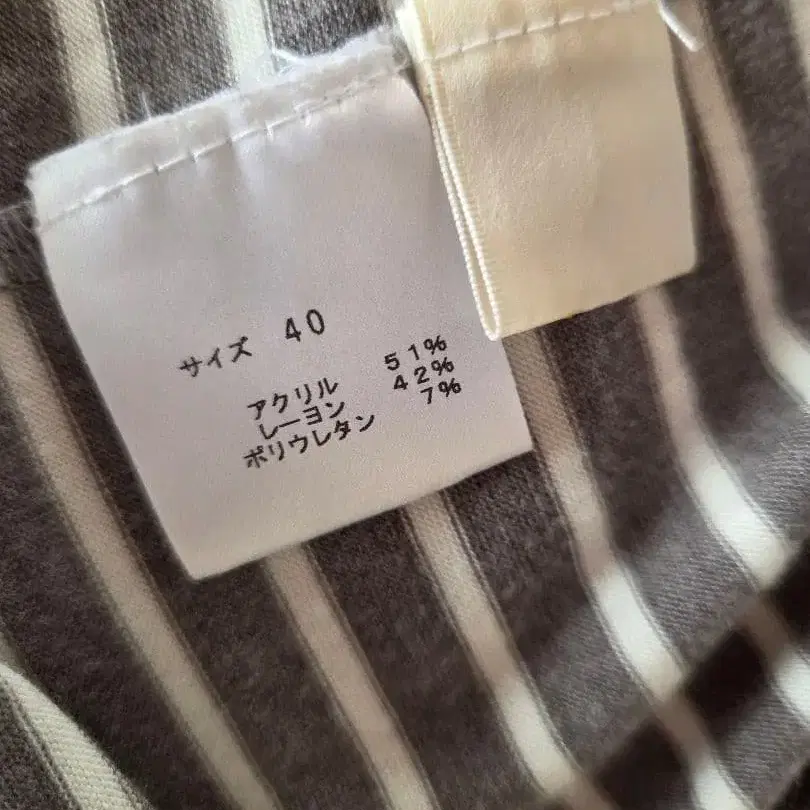 サイズ 40
アクリル 51%
レーヨン 42%
ポリウレタン 7%